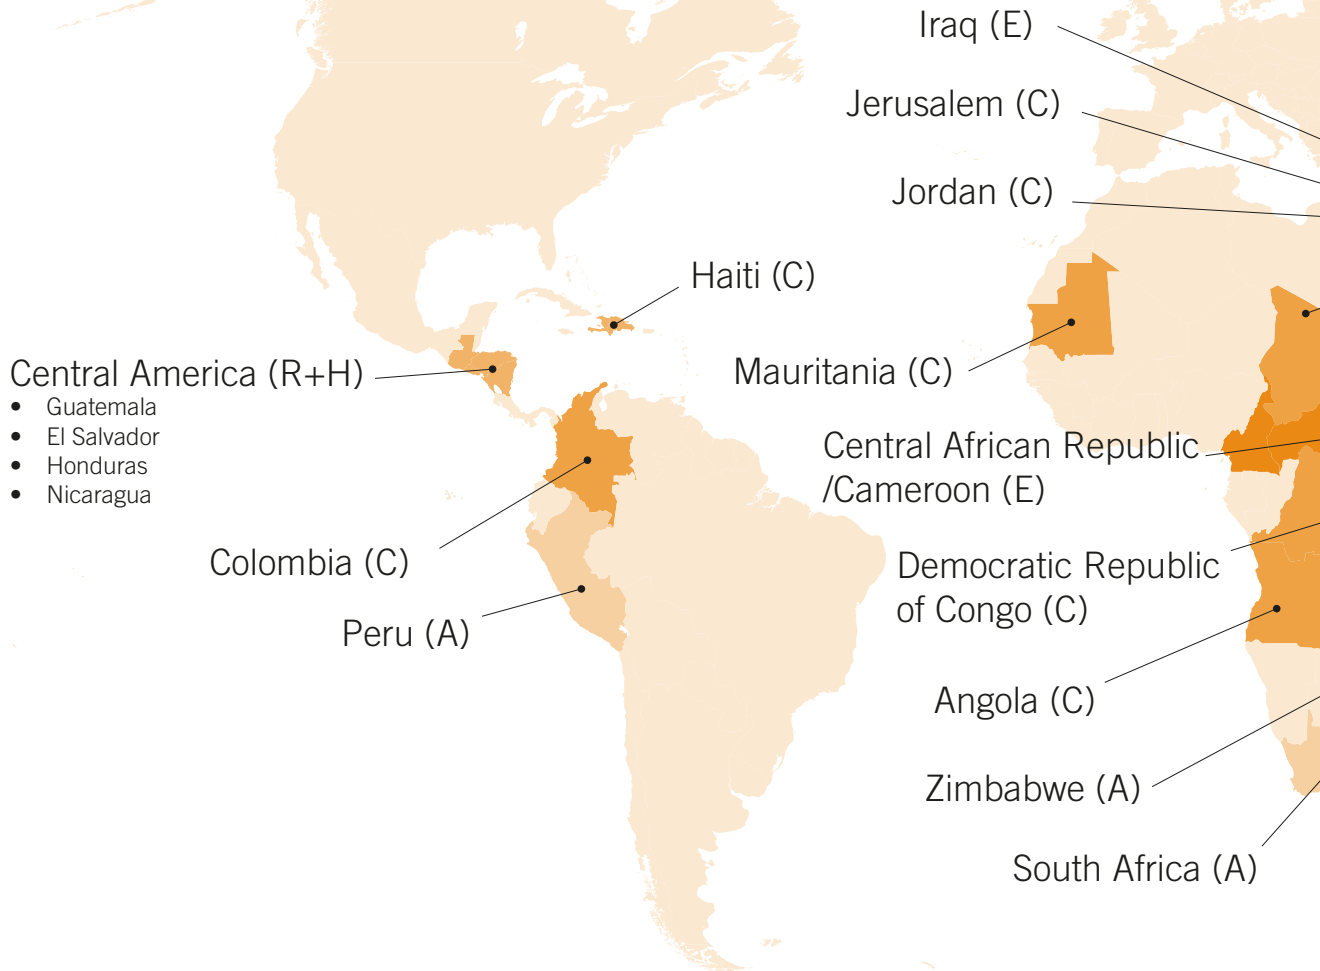 Iraq (E)
Jerusalem (C)
Jordan (C)
Haiti (C)
Mauritania (C)
Central America (R+H)
• Guatemala
• El Salvador
• Honduras
• Nicaragua
Central African Republic
/Cameroon (E)
Colombia (C)
Democratic Republic
of Congo (C)
Peru (A)
Angola (C)
Zimbabwe (A)
South Africa (A)